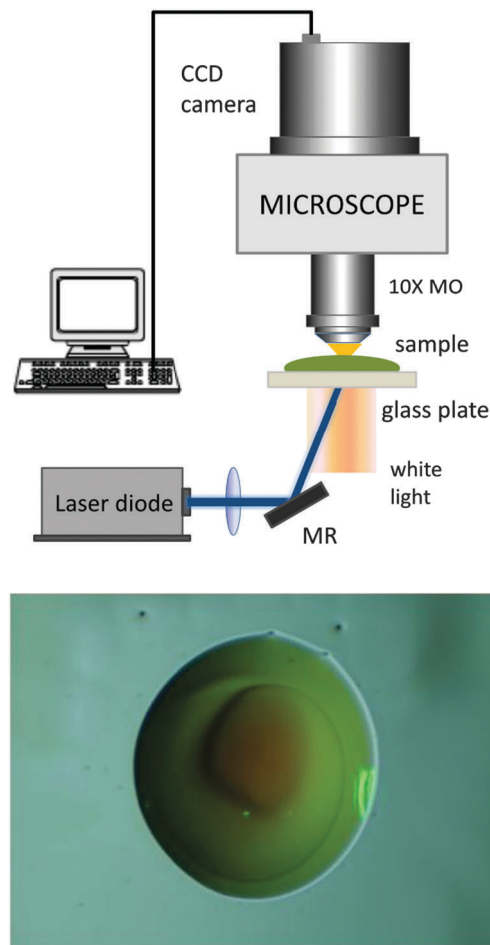 CCD
camera
MICROSCOPE
10X MO
sample
glass plate
white
light
Laser diode
MR